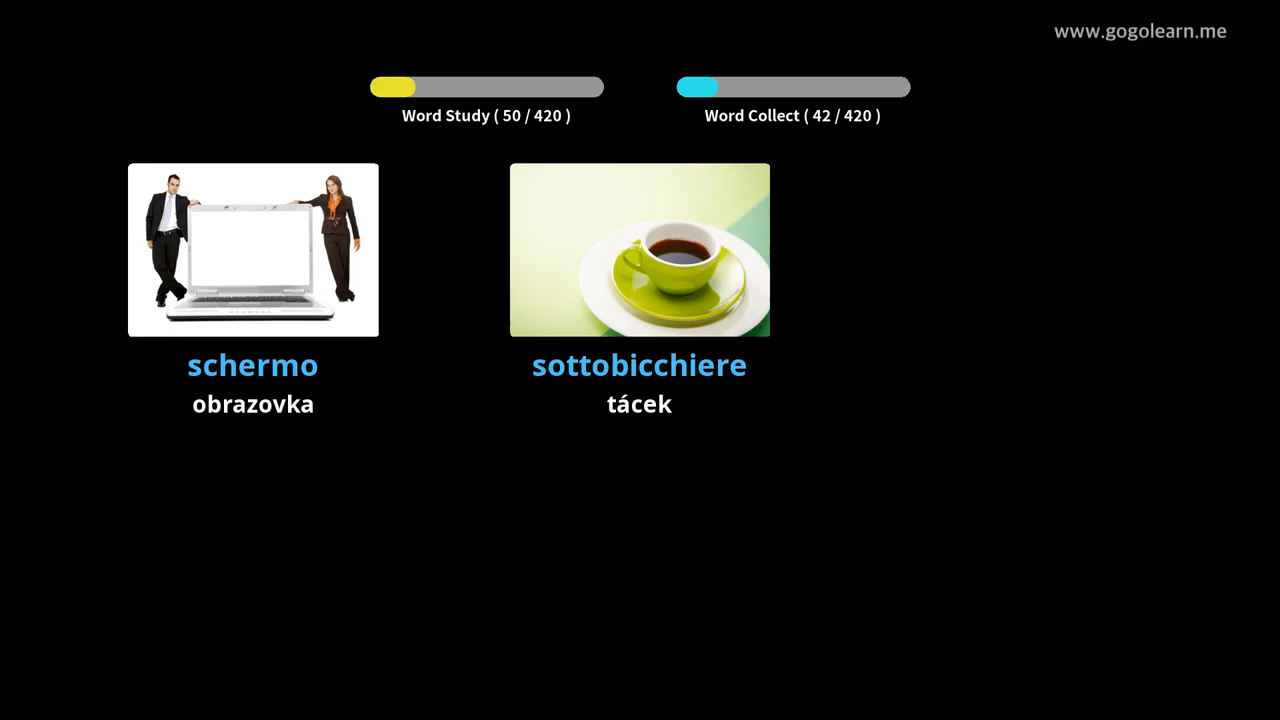 www.gogolearn.me
Word Study ( 50 / 420 )
Word Collect ( 42 / 420 )
schermo
obrazovka
sottobicchiere
tácek